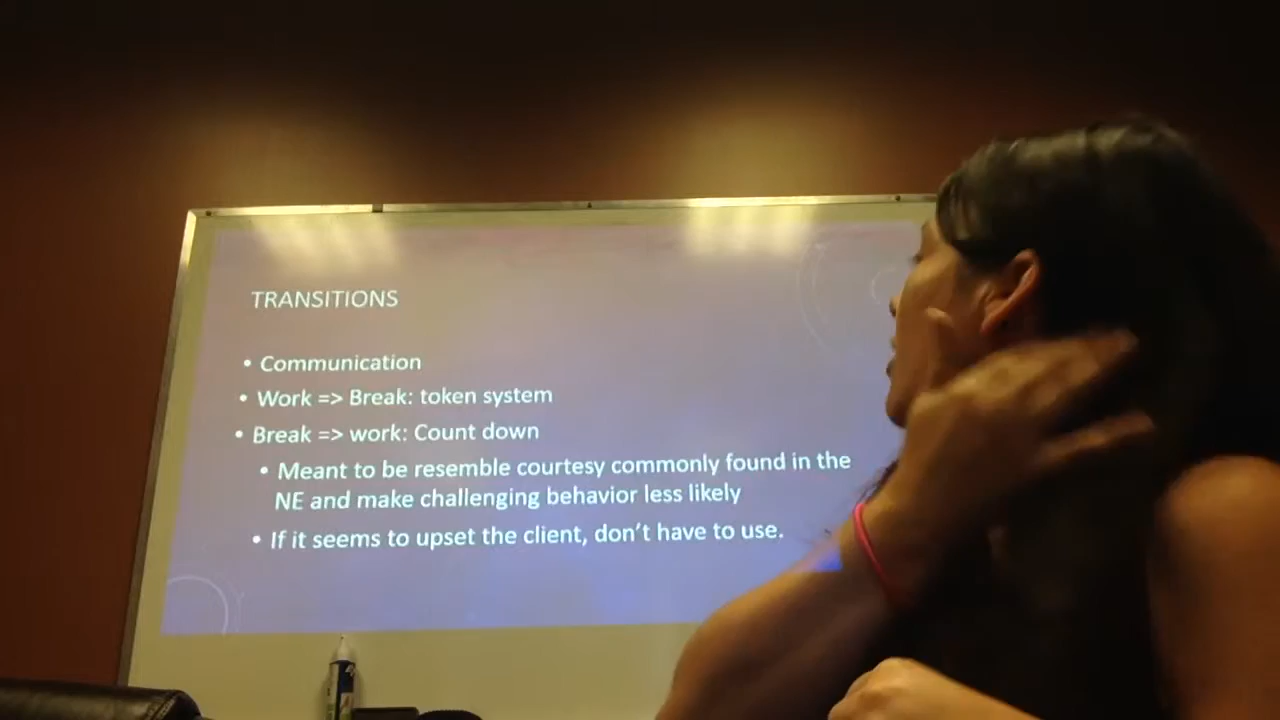 TRANSITIONS
• Communication
• Work => Break: token system
• Break => work: Count down
• Meant to be resemble courtesy commonly found in the
NE and make challenging behavior less likely
• If it seems to upset the client, don't have to use.